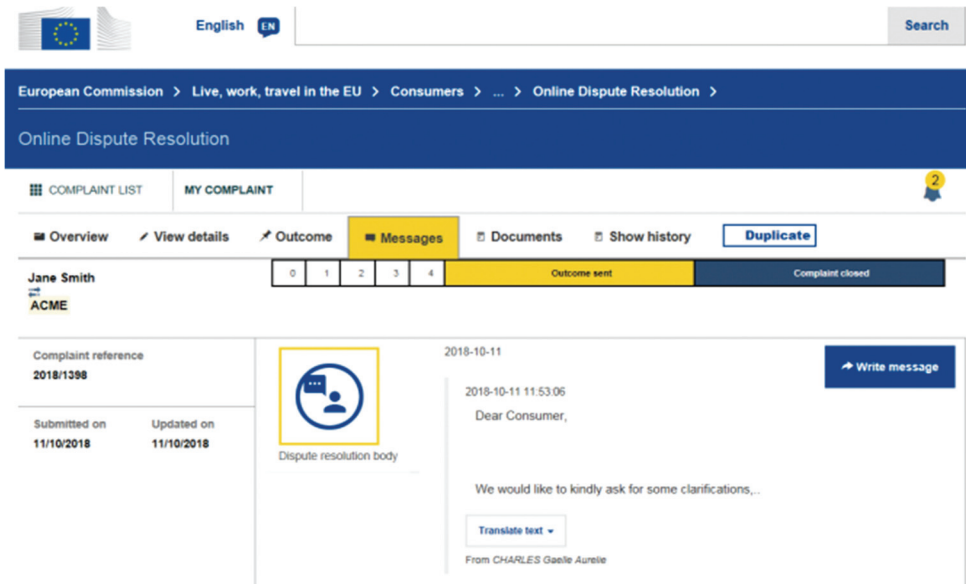 English EN
Search
European Commission > Live, work, travel in the EU > Consumers > ... > Online Dispute Resolution >
Online Dispute Resolution
COMPLAINT LIST MY COMPLAINT 2
Overview View details Outcome Messages Documents Show history Duplicate
Jane Smith 0 1 2 3 4 Outcome sent Complaint closed
ACME
Complaint reference
2018/1398
Submitted on Updated on
11/10/2018 11/10/2018
Dispute resolution body
2018-10-11
Write message
2018-10-11 11:53:06
Dear Consumer,
We would like to kindly ask for some clarifications,..
Translate text
From CHARLES Gaelle Aurelie